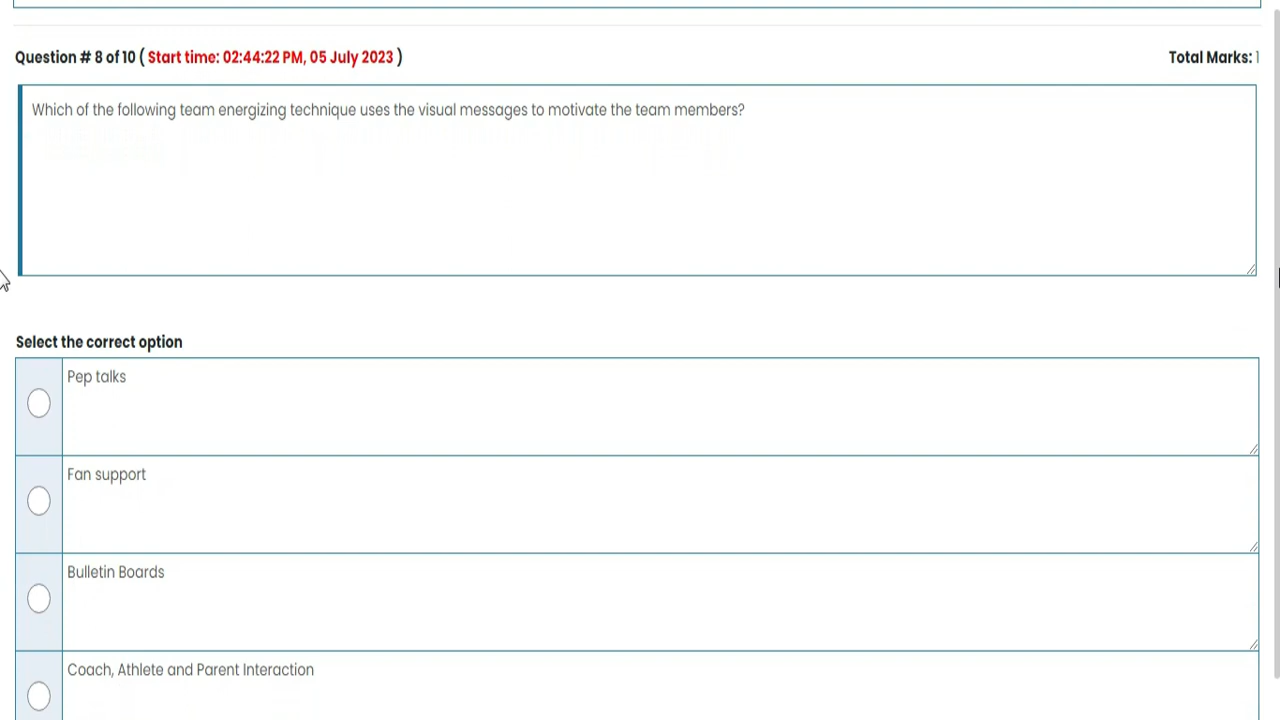 Question # 8 of 10 ( Start time: 02:44:22 PM, 05 July 2023 )
Total Marks: 1
Which of the following team energizing technique uses the visual messages to motivate the team members?
Select the correct option
Pep talks
Fan support
Bulletin Boards
Coach, Athlete and Parent Interaction